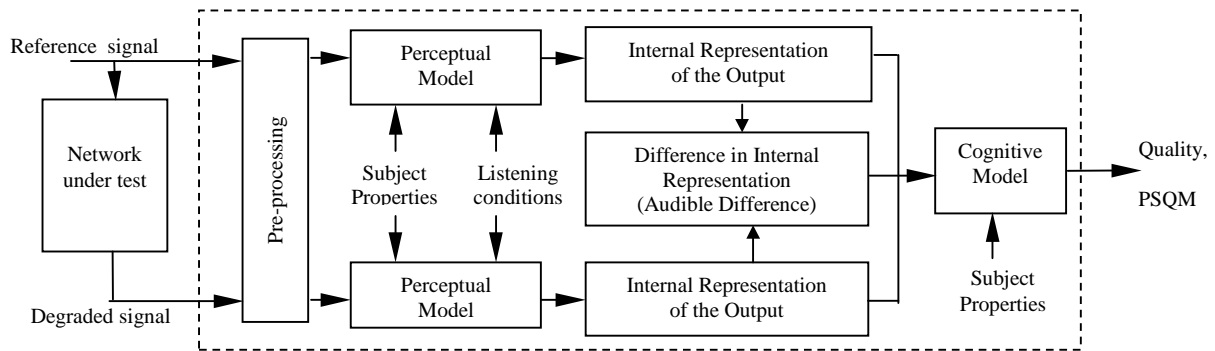 Reference signal
Network
under test
Degraded signal
Pre-processing
Perceptual
Model
Subject
Properties
Listening
conditions
Perceptual
Model
Internal Representation
of the Output
Difference in Internal
Representation
(Audible Difference)
Internal Representation
of the Output
Cognitive
Model
Subject
Properties
Quality,
PSQM